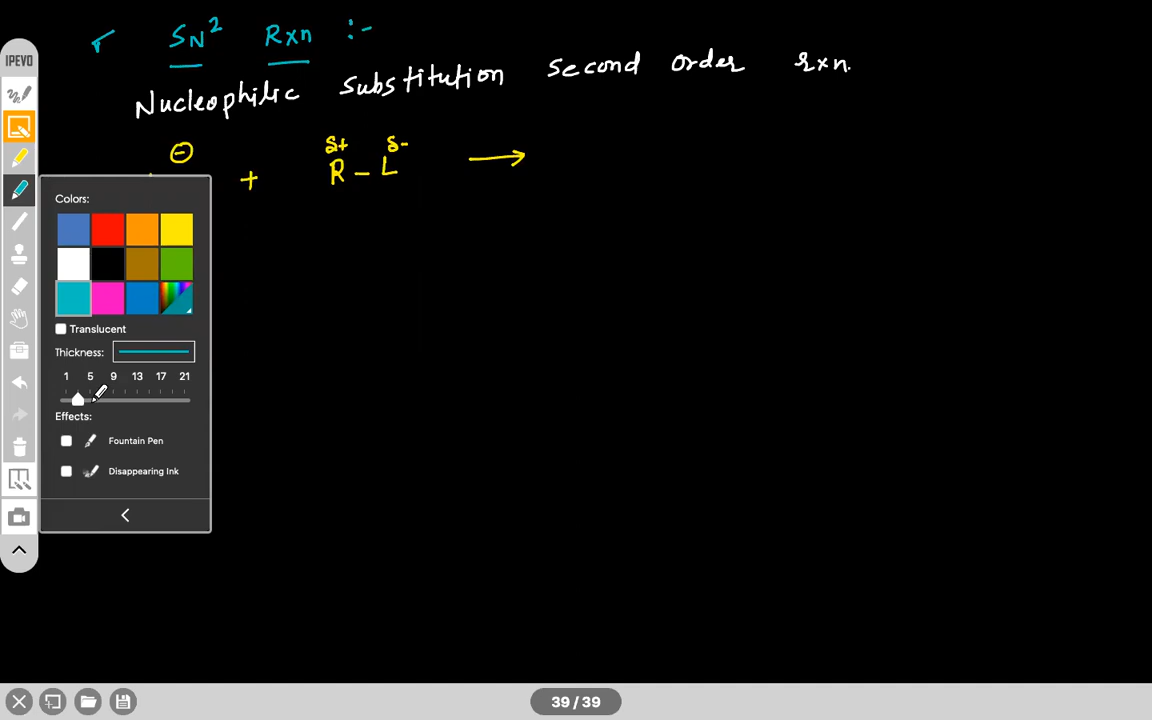 SN² Rxn :-
Nucleophilic substitution second order rxn.
⊖ δ+ δ-
+ R - L →
IPEVO
Colors:
Translucent
Thickness:
1 5 9 13 17 21
Effects:
Fountain Pen
Disappearing Ink
39 / 39